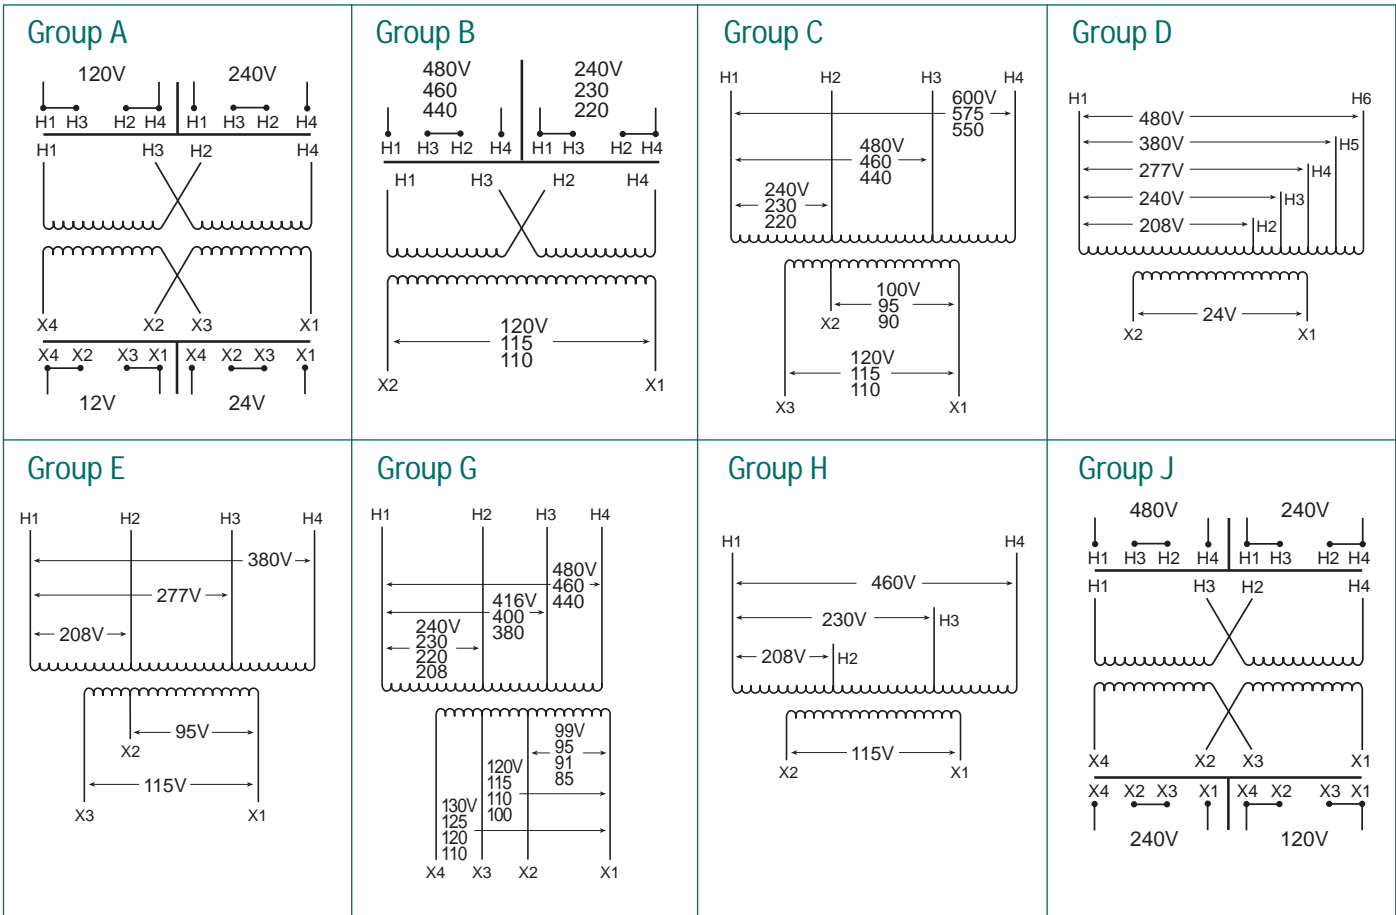 Group A
120V 240V
H1 H3 H2 H4 H1 H3 H2 H4
H1 H3 H2 H4
X4 X2 X3 X1
X4 X2 X3 X1 X4 X2 X3 X1
12V 24V
Group B
480V 240V
460 230
440 220
H1 H3 H2 H4 H1 H3 H2 H4
H1 H3 H2 H4
120V
115
110
X2 X1
Group C
H1 H2 H3 H4
600V
575
550
480V
460
440
240V
230
220
100V
95
90
X2
120V
115
110
X3 X1
Group D
H1 H6
480V
380V H5
277V H4
240V H3
208V H2
24V
X2 X1
Group E
H1 H2 H3 H4
380V
277V
208V
95V
X2
115V
X3 X1
Group G
H1 H2 H3 H4
480V
460
440
416V
400
380
240V
230
220
208
99V
95
91
85
120V
115
110
100
130V
125
120
110
X4 X3 X2 X1
Group H
H1 H4
460V
230V H3
208V H2
115V
X2 X1
Group J
480V 240V
H1 H3 H2 H4 H1 H3 H2 H4
H1 H3 H2 H4
X4 X2 X3 X1
X4 X2 X3 X1 X4 X2 X3 X1
240V 120V